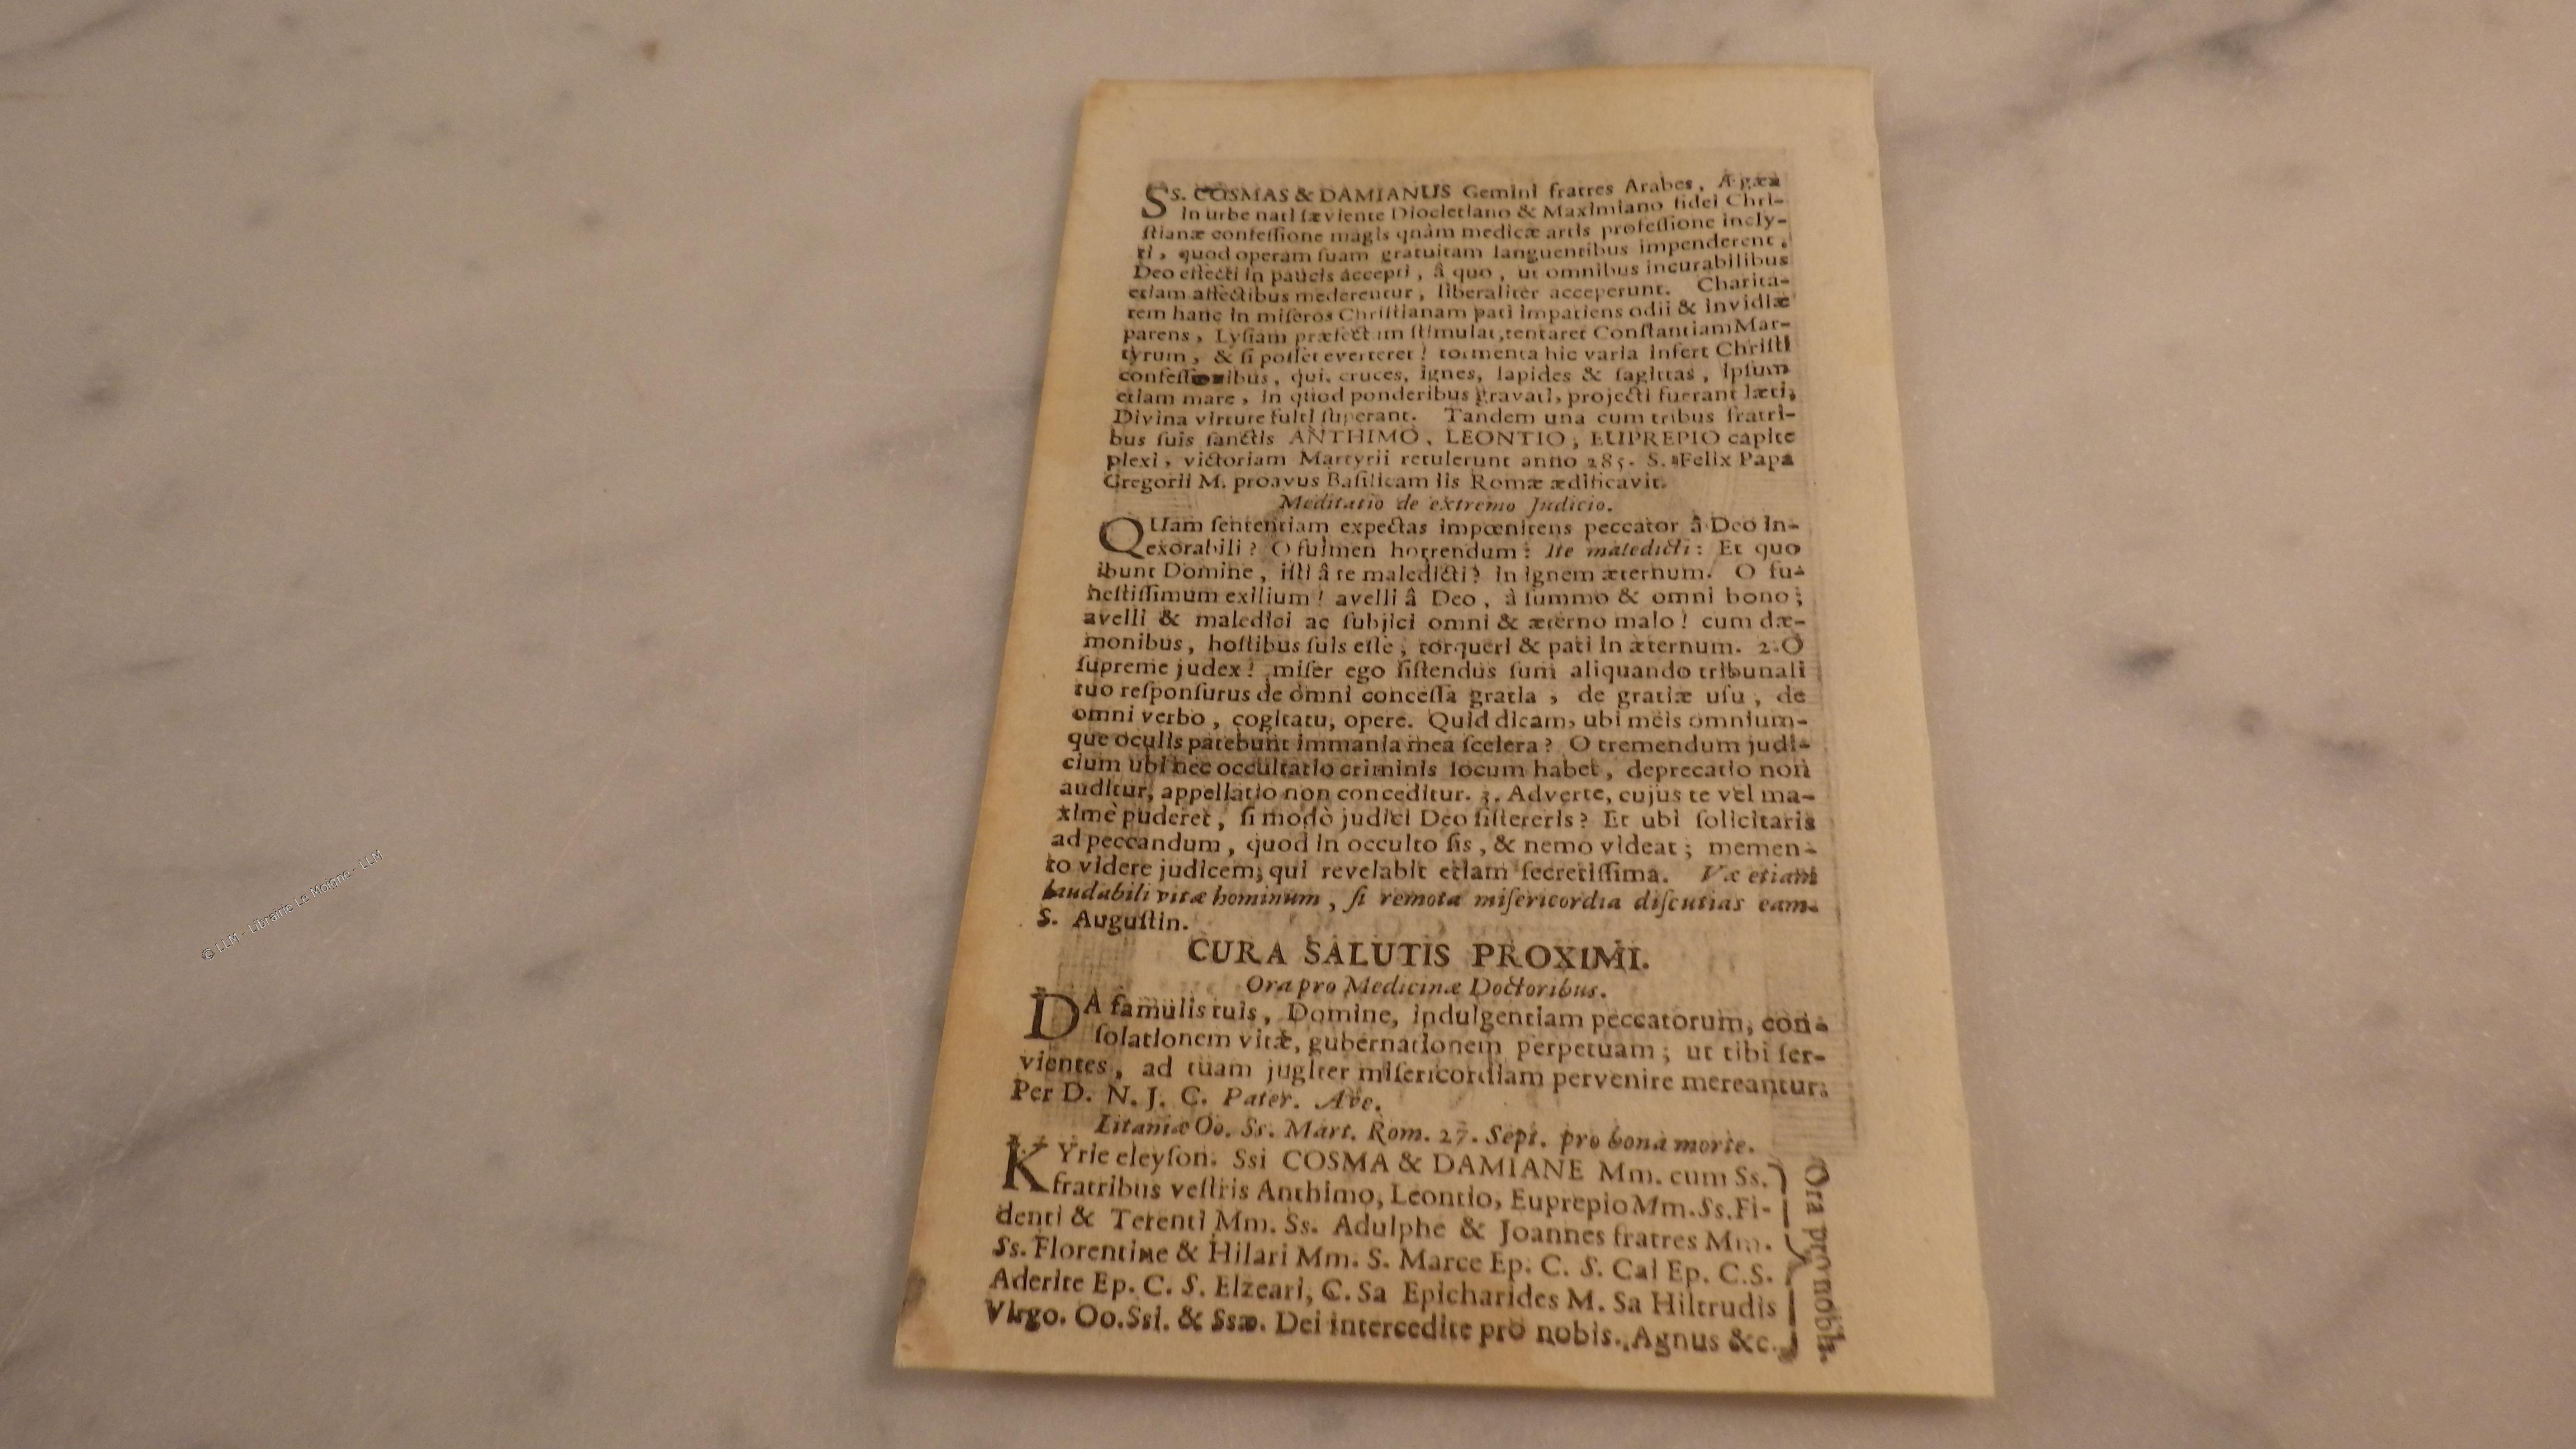 Ss. COSMAS & DAMIANUS Gemini fratres Arabes, Ægææ
in urbe nati ſæviente Diocletiano & Maximiano fidei Chri-
ſtianæ confeſſione magis quàm medicæ artis profeſſione incly-
ti, quod operam ſuam gratuitam languentibus impenderent,
Deo effecti in paucis accepti, â quo, ut omnibus incurabilibus
etiam affectibus mederentur, liberaliter acceperunt. Charita-
tem hanc in miſeros Chriſtianam pati impatiens odii & invidiæ
parens, Lyſiam præfectum ſtimulat, tentaret Conſtantiam Mar-
tyrum, & ſi poſſet everteret! tormenta hic varia infert Chriſti
confeſſionibus, qui, cruces, ignes, lapides & ſagittas, ipſum
etiam mare, in quod ponderibus gravati, projecti fuerant læti,
Divina virtute fulti ſuperant. Tandem una cum tribus fratri-
bus ſuis ſanctis ANTHIMO, LEONTIO, EUPREPIO capite
plexi, victoriam Martyrii retulerunt anno 285. S. Felix Papa
Gregorii M. proavus Baſilicam iis Romæ ædificavit.
Meditatio de extremo Judicio.
QUam ſententiam expectas impœnitens peccator â Deo in-
exorabili? O fulmen horrendum: Ite maledicti: Et quo
ibunt Domine, iſti â te maledicti? in ignem æternum. O fu-
neſtiſſimum exilium! avelli â Deo, à ſummo & omni bono;
avelli & maledici ac ſubjici omni & æterno malo! cum dæ-
monibus, hoſtibus ſuis eſſe, torqueri & pati in æternum. 2. O
ſupreme judex! miſer ego ſiſtendus ſum aliquando tribunali
tuo reſponſurus de omni conceſſa gratia, de gratiæ uſu, de
omni verbo, cogitatu, opere. Quid dicam, ubi meis omnium-
que oculis patebunt immania mea ſcelera? O tremendum judi-
cium ubi nec occultatio criminis locum habet, deprecatio non
auditur, appellatio non conceditur. 3. Adverte, cujus te vel ma-
ximè puderet, ſi modò judici Deo ſiſtereris? Et ubi ſolicitaris
ad peccandum, quod in occulto ſis, & nemo videat; memen-
to videre judicem, qui revelabit etiam ſecretiſſima. Væ etiam
laudabili vitæ hominum, ſi remota miſericordia diſcutias eam.
S. Auguſtin.
CURA SALUTIS PROXIMI.
Ora pro Medicinæ Doctoribus.
DA famulis tuis, Domine, indulgentiam peccatorum, con-
ſolationem vitæ, gubernationem perpetuam; ut tibi ſer-
vientes, ad tuam jugiter miſericordiam pervenire mereantur.
Per D. N. J. C. Pater. Ave.
Litaniæ Oo. Ss. Mart. Rom. 27. Sept. pro bona morte.
KYrie eleyſon. Ssi COSMA & DAMIANE Mm. cum Ss.
fratribus veſtris Anthimo, Leontio, Euprepio Mm. Ss. Fi-
denti & Terenti Mm. Ss. Adulphe & Joannes fratres Mm.
Ss. Florentine & Hilari Mm. S. Marce Ep. C. S. Cai Ep. C. S.
Aderite Ep. C. S. Elzeari, C. Sa Epicharides M. Sa Hiltrudis
Virgo. Oo. Ssi. & Ssæ. Dei intercedite pro nobis. Agnus &c.
Ora pro nobis.
© LLM - Librairie Le Moigne - LLM